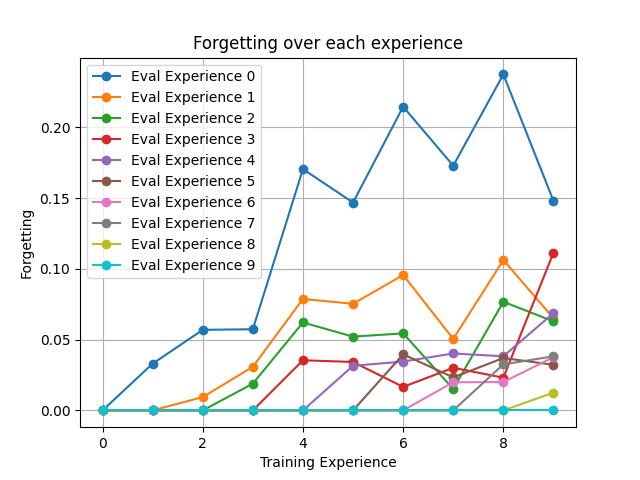 Forgetting over each experience
Eval Experience 0
Eval Experience 1
Eval Experience 2
Eval Experience 3
Eval Experience 4
Eval Experience 5
Eval Experience 6
Eval Experience 7
Eval Experience 8
Eval Experience 9
Forgetting
0.20
0.15
0.10
0.05
0.00
0 2 4 6 8
Training Experience